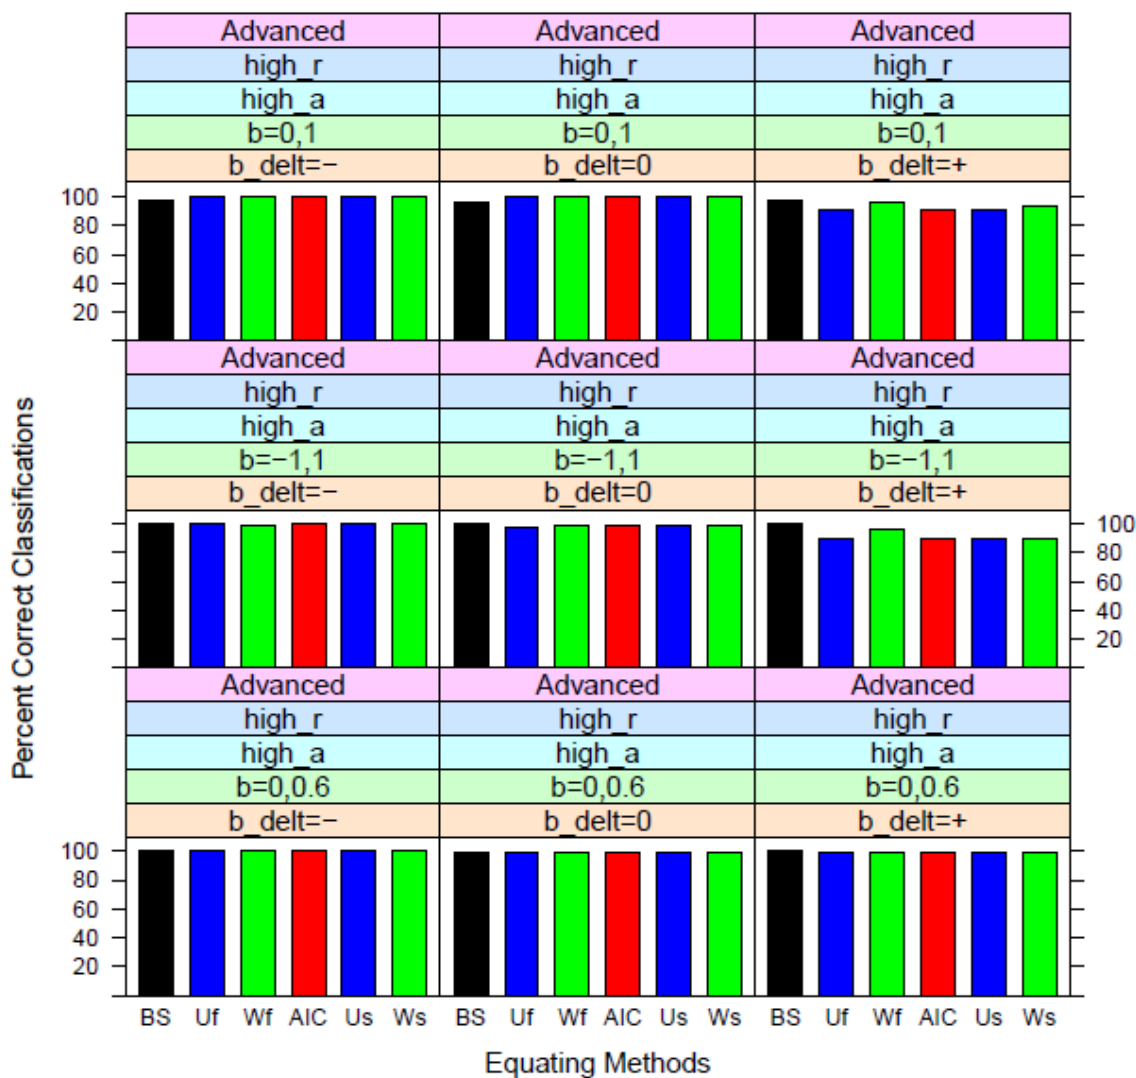 Advanced Advanced Advanced
high_r high_r high_r
high_a high_a high_a
b=0,1 b=0,1 b=0,1
b_delt=− b_delt=0 b_delt=+
100
80
60
40
20
Advanced Advanced Advanced
high_r high_r high_r
high_a high_a high_a
b=−1,1 b=−1,1 b=−1,1
b_delt=− b_delt=0 b_delt=+
100
80
60
40
20
Percent Correct Classifications
Advanced Advanced Advanced
high_r high_r high_r
high_a high_a high_a
b=0,0.6 b=0,0.6 b=0,0.6
b_delt=− b_delt=0 b_delt=+
100
80
60
40
20
BS Uf Wf AIC Us Ws BS Uf Wf AIC Us Ws BS Uf Wf AIC Us Ws
Equating Methods